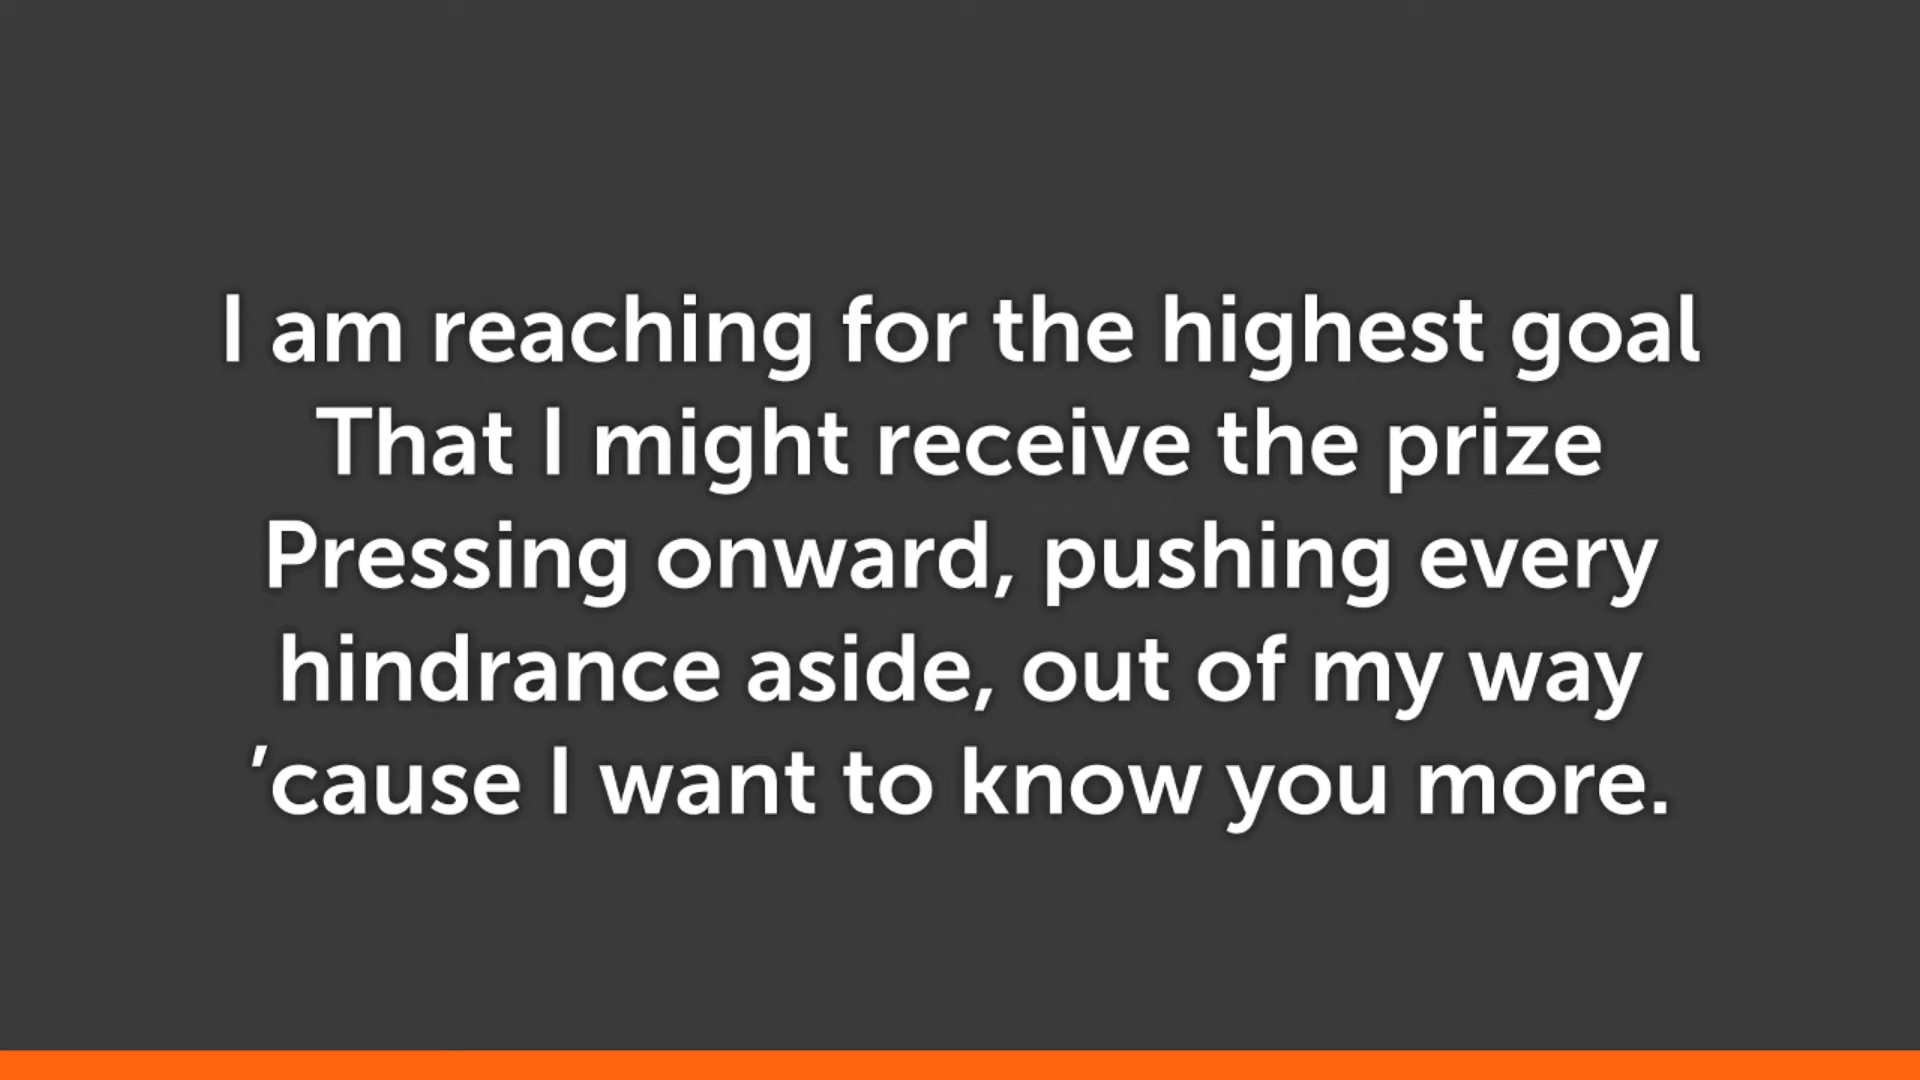 I am reaching for the highest goal
That I might receive the prize
Pressing onward, pushing every
hindrance aside, out of my way
’cause I want to know you more.